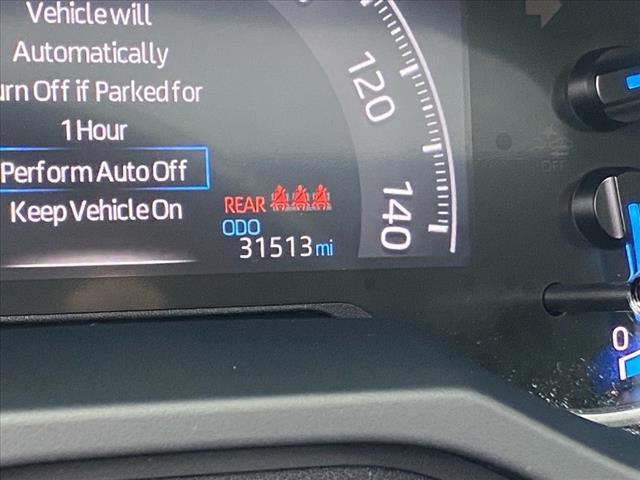 Vehicle will
Automatically
urn Off if Parked for
1 Hour
Perform Auto Off
Keep Vehicle On
REAR
ODO
31513 mi
120
140
OFF
0